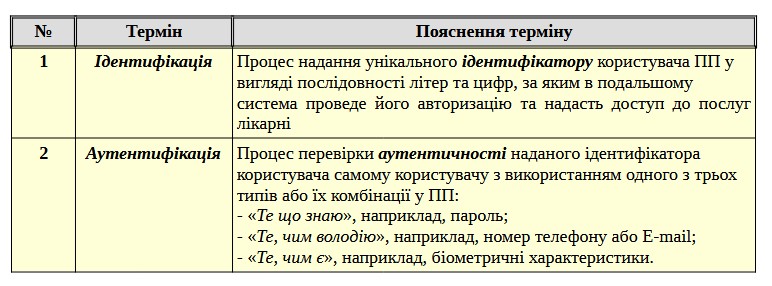 № Термін Пояснення терміну
1 Ідентифікація Процес надання унікального ідентифікатору користувача ПП у
вигляді послідовності літер та цифр, за яким в подальшому
система проведе його авторизацію та надасть доступ до послуг
лікарні
2 Аутентифікація Процес перевірки аутентичності наданого ідентифікатора
користувача самому користувачу з використанням одного з трьох
типів або їх комбінації у ПП:
- «Те що знаю», наприклад, пароль;
- «Те, чим володію», наприклад, номер телефону або E-mail;
- «Те, чим є», наприклад, біометричні характеристики.